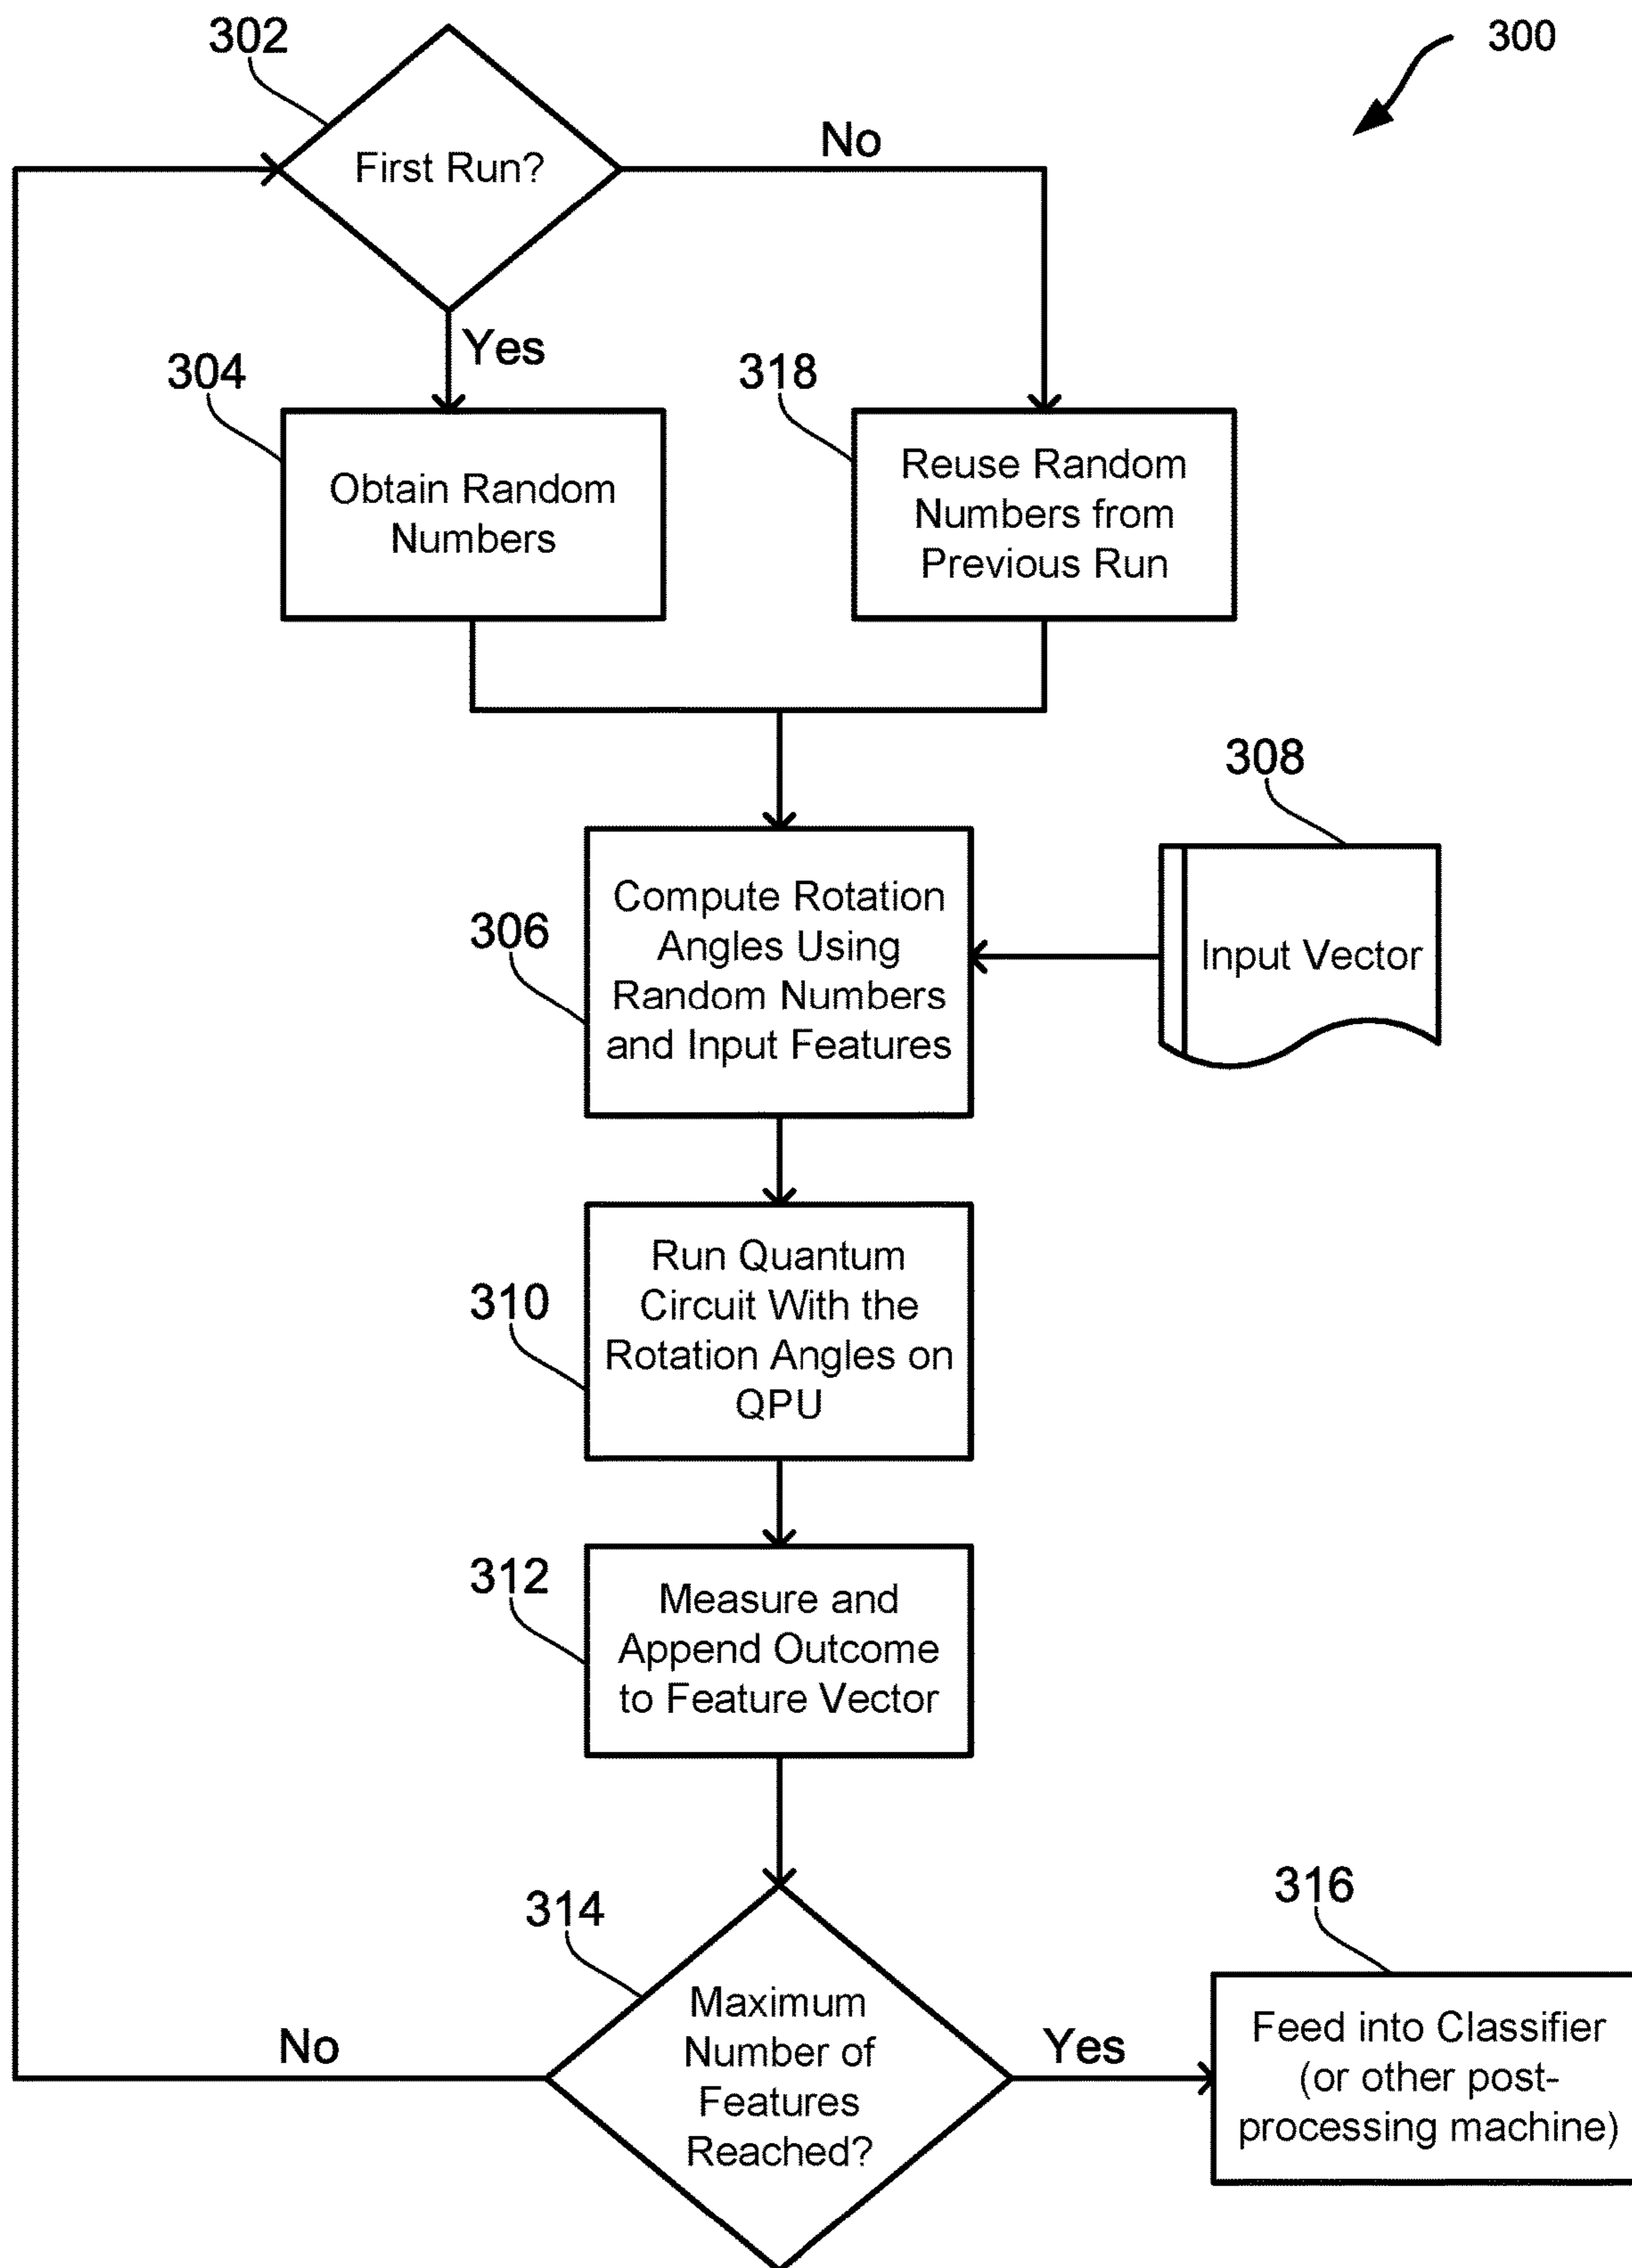 302
300
First Run?
No
Yes
304
318
Obtain Random
Numbers
Reuse Random
Numbers from
Previous Run
308
306
Compute Rotation
Angles Using
Random Numbers
and Input Features
Input Vector
310
Run Quantum
Circuit With the
Rotation Angles on
QPU
312
Measure and
Append Outcome
to Feature Vector
314
316
Maximum
Number of
Features
Reached?
No
Yes
Feed into Classifier
(or other post-
processing machine)